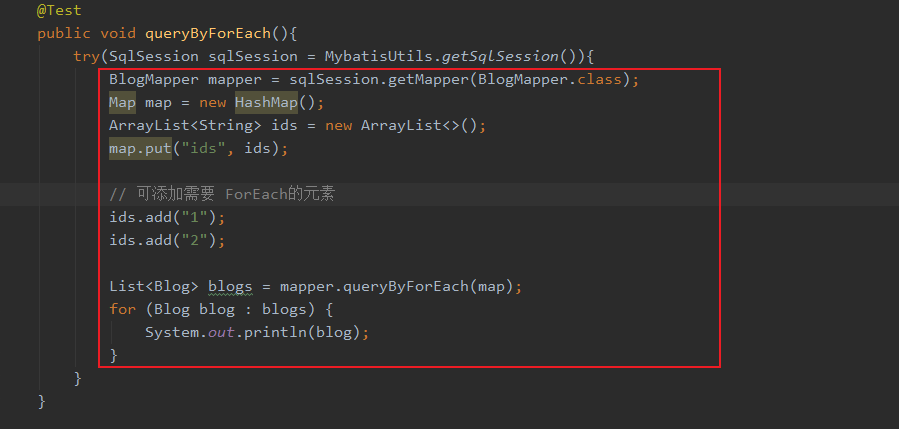 @Test
public void queryByForEach(){
try(SqlSession sqlSession = MybatisUtils.getSqlSession()){
BlogMapper mapper = sqlSession.getMapper(BlogMapper.class);
Map map = new HashMap();
ArrayList<String> ids = new ArrayList<>();
map.put("ids", ids);
// 可添加需要 ForEach的元素
ids.add("1");
ids.add("2");
List<Blog> blogs = mapper.queryByForEach(map);
for (Blog blog : blogs) {
System.out.println(blog);
}
}
}